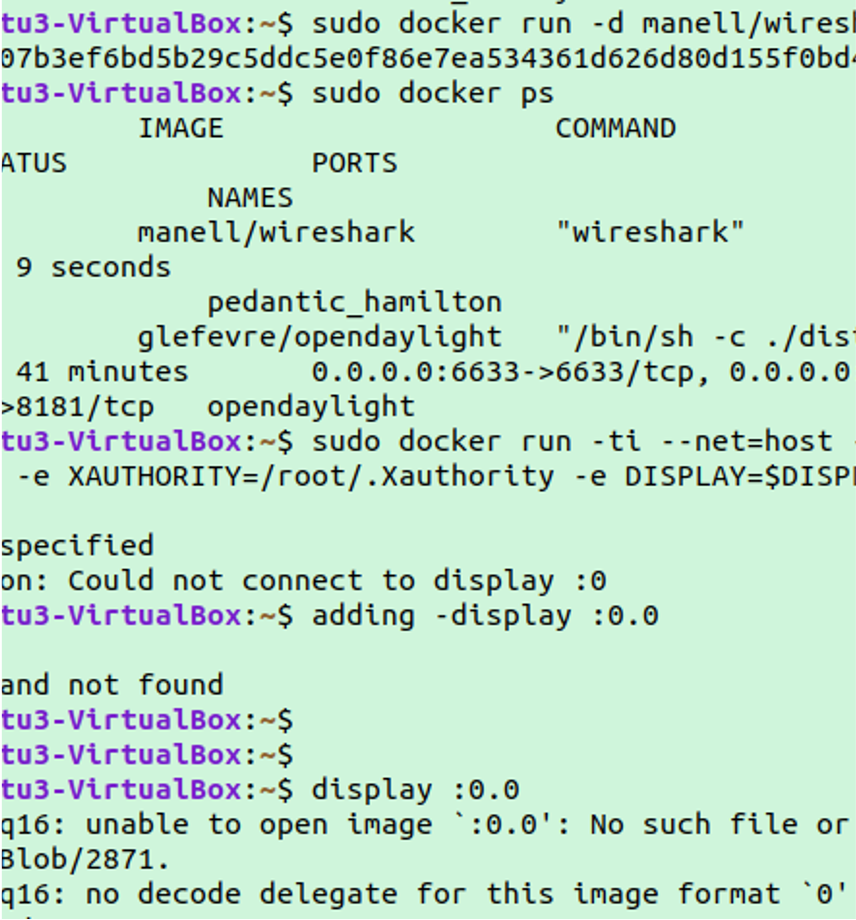 tu3-VirtualBox:~$ sudo docker run -d manell/wiresh
07b3ef6bd5b29c5ddc5e0f86e7ea534361d626d80d155f0bd4
tu3-VirtualBox:~$ sudo docker ps
IMAGE COMMAND
ATUS PORTS
NAMES
manell/wireshark "wireshark"
9 seconds
pedantic_hamilton
glefevre/opendaylight "/bin/sh -c ./dist
41 minutes 0.0.0.0:6633->6633/tcp, 0.0.0.0
>8181/tcp opendaylight
tu3-VirtualBox:~$ sudo docker run -ti --net=host -
-e XAUTHORITY=/root/.Xauthority -e DISPLAY=$DISPL
specified
on: Could not connect to display :0
tu3-VirtualBox:~$ adding -display :0.0
and not found
tu3-VirtualBox:~$
tu3-VirtualBox:~$
tu3-VirtualBox:~$ display :0.0
q16: unable to open image `:0.0': No such file or
Blob/2871.
q16: no decode delegate for this image format `0'